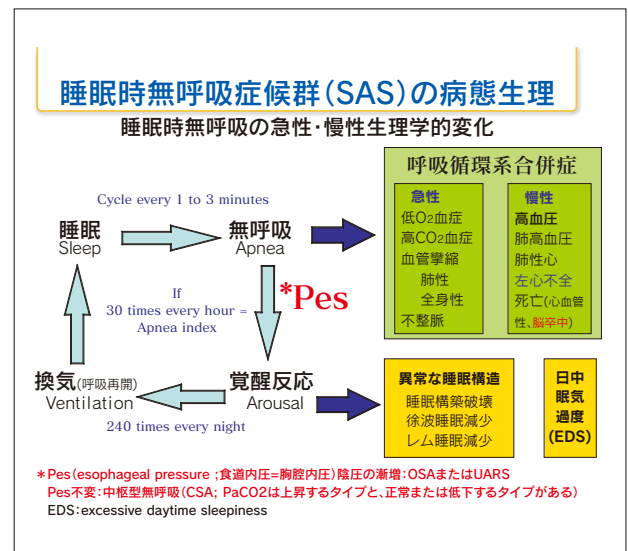 睡眠時無呼吸症候群(SAS)の病態生理
睡眠時無呼吸の急性・慢性生理学的変化
Cycle every 1 to 3 minutes
睡眠
Sleep
無呼吸
Apnea
If
30 times every hour =
Apnea index
*Pes
換気(呼吸再開)
Ventilation
覚醒反応
Arousal
240 times every night
呼吸循環系合併症
急性
低O2血症
高CO2血症
血管攣縮
肺性
全身性
不整脈
慢性
高血圧
肺高血圧
肺性心
左心不全
死亡(心血管
性、脳卒中)
異常な睡眠構造
睡眠構築破壊
徐波睡眠減少
レム睡眠減少
日中
眠気
過度
(EDS)
*Pes(esophageal pressure ;食道内圧=胸腔内圧)陰圧の漸増:OSAまたはUARS
Pes不変:中枢型無呼吸(CSA; PaCO2は上昇するタイプと、正常または低下するタイプがある)
EDS:excessive daytime sleepiness